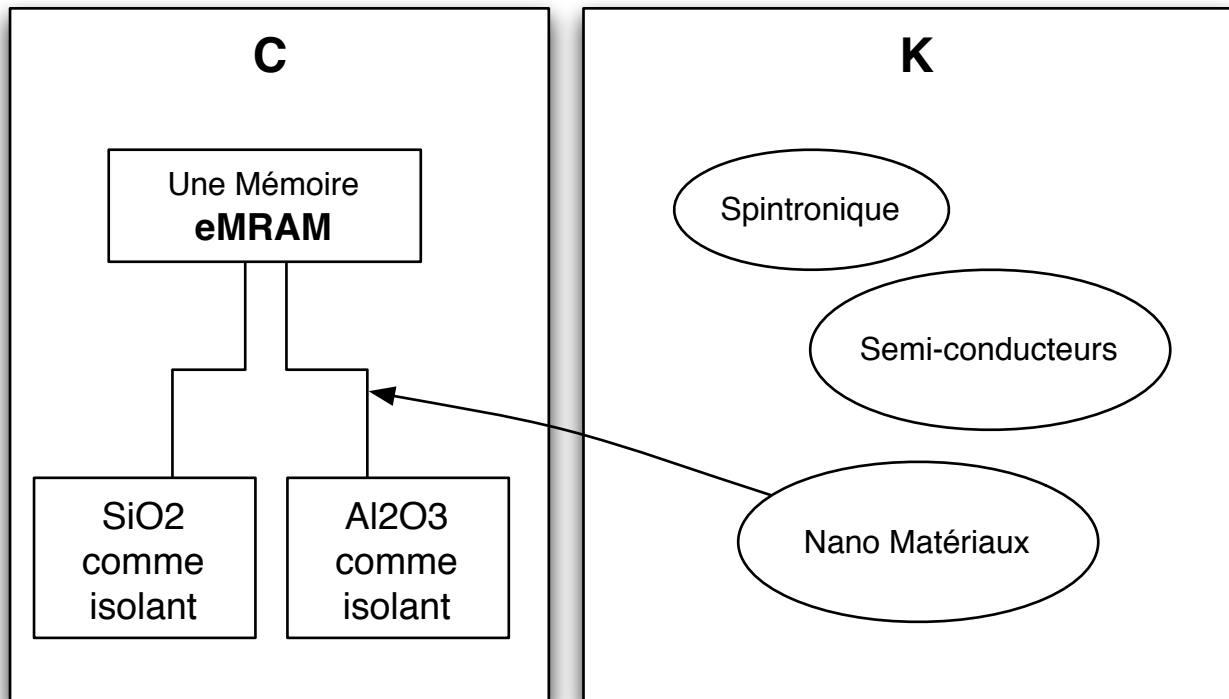 C
Une Mémoire
eMRAM
SiO2
comme
isolant
Al2O3
comme
isolant
K
Spintronique
Semi-conducteurs
Nano Matériaux